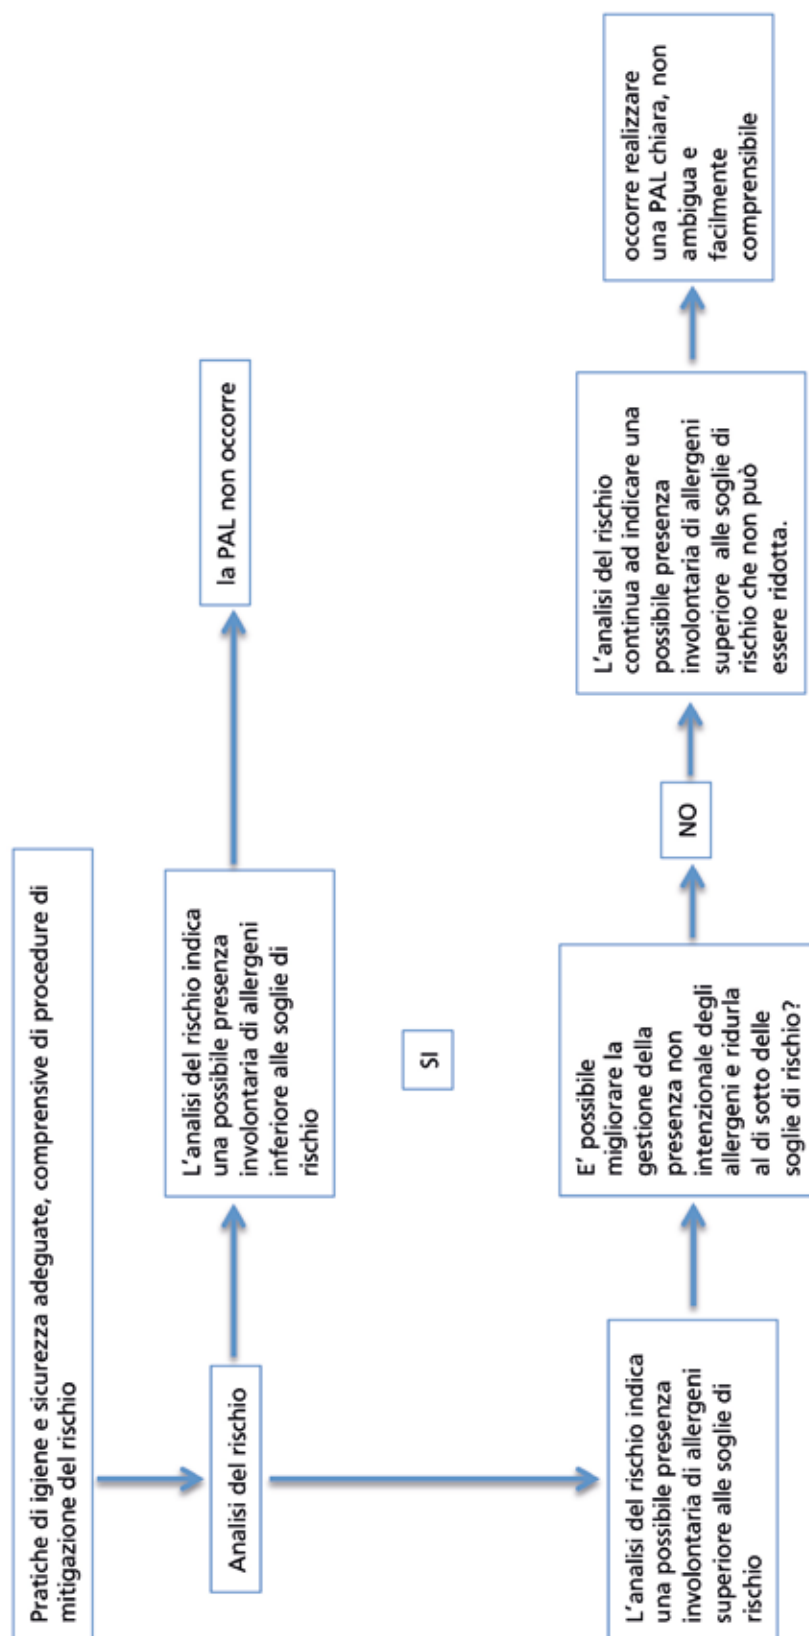 Pratiche di igiene e sicurezza adeguate, comprensive di procedure di
mitigazione del rischio
Analisi del rischio
L'analisi del rischio indica
una possibile presenza
involontaria di allergeni
inferiore alle soglie di
rischio
la PAL non occorre
SI
L'analisi del rischio indica
una possibile presenza
involontaria di allergeni
superiore alle soglie di
rischio
E' possibile
migliorare la
gestione della
presenza non
intenzionale degli
allergeni e ridurla
al di sotto delle
soglie di rischio?
NO
L'analisi del rischio
continua ad indicare una
possibile presenza
involontaria di allergeni
superiore alle soglie di
rischio che non può
essere ridotta.
occorre realizzare
una PAL chiara, non
ambigua e
facilmente
comprensibile